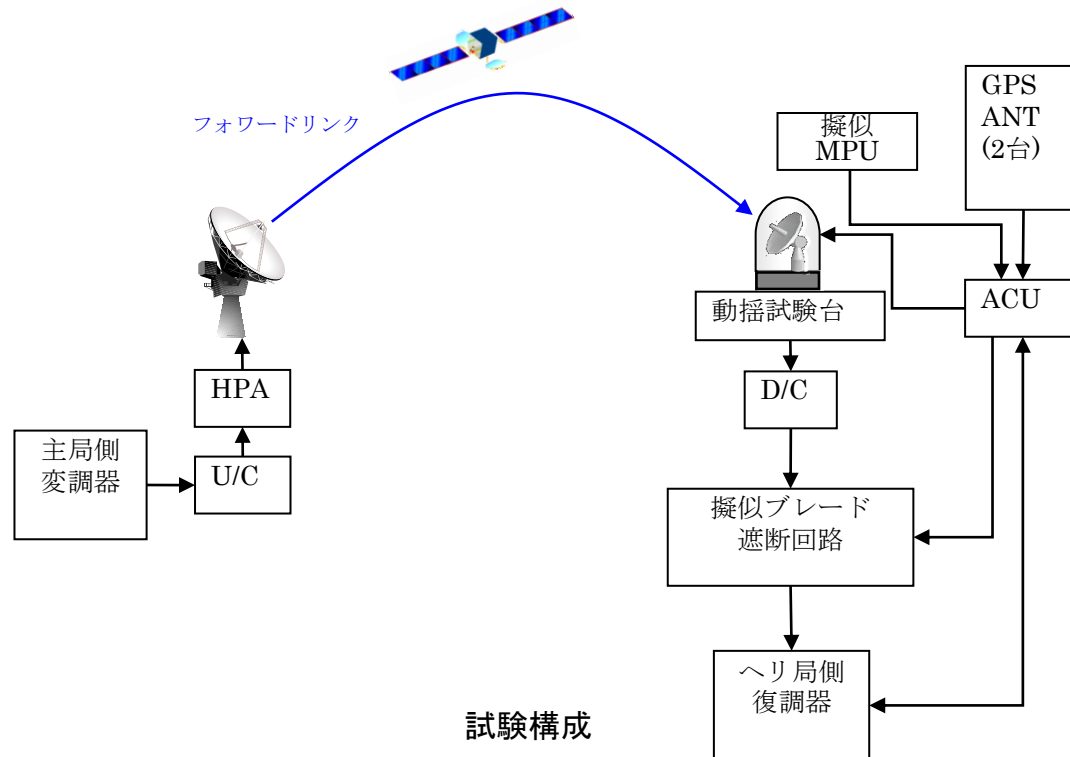 フォワードリンク
擬似
MPU
GPS
ANT
(2台)
ACU
動揺試験台
HPA
D/C
主局側
変調器
U/C
擬似ブレード
遮断回路
ヘリ局側
復調器
試験構成